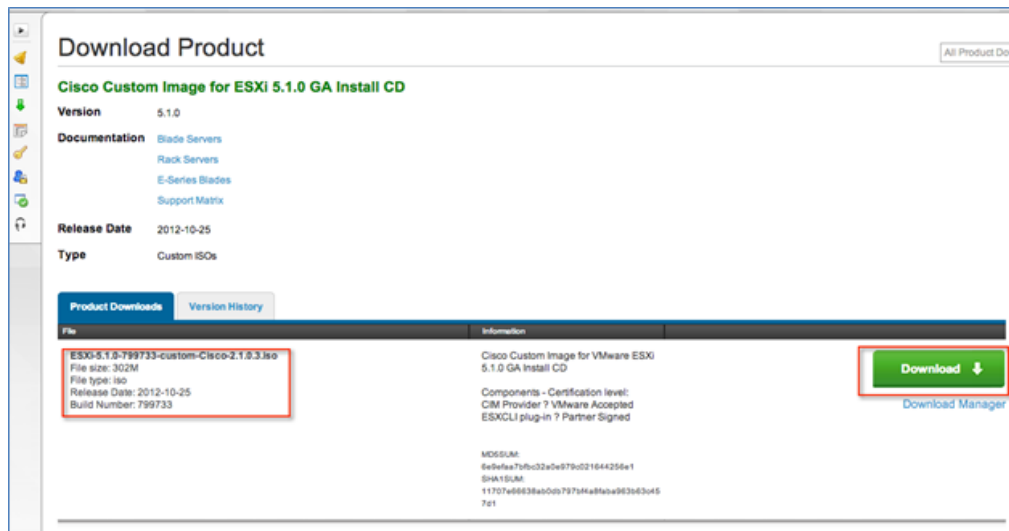 Download Product
All Product Do
Cisco Custom Image for ESXi 5.1.0 GA Install CD
Version 5.1.0
Documentation Blade Servers
Rack Servers
E-Series Blades
Support Matrix
Release Date 2012-10-25
Type Custom ISOs
Product Downloads Version History
File Information
ESXi-5.1.0-799733-custom-Cisco-2.1.0.3.iso
File size: 302M
File type: iso
Release Date: 2012-10-25
Build Number: 799733
Cisco Custom Image for VMware ESXi
5.1.0 GA Install CD
Components - Certification level:
CIM Provider ? VMware Accepted
ESXCLI plug-in ? Partner Signed
MD5SUM:
SHA1SUM:
7d1
Download
Download Manager